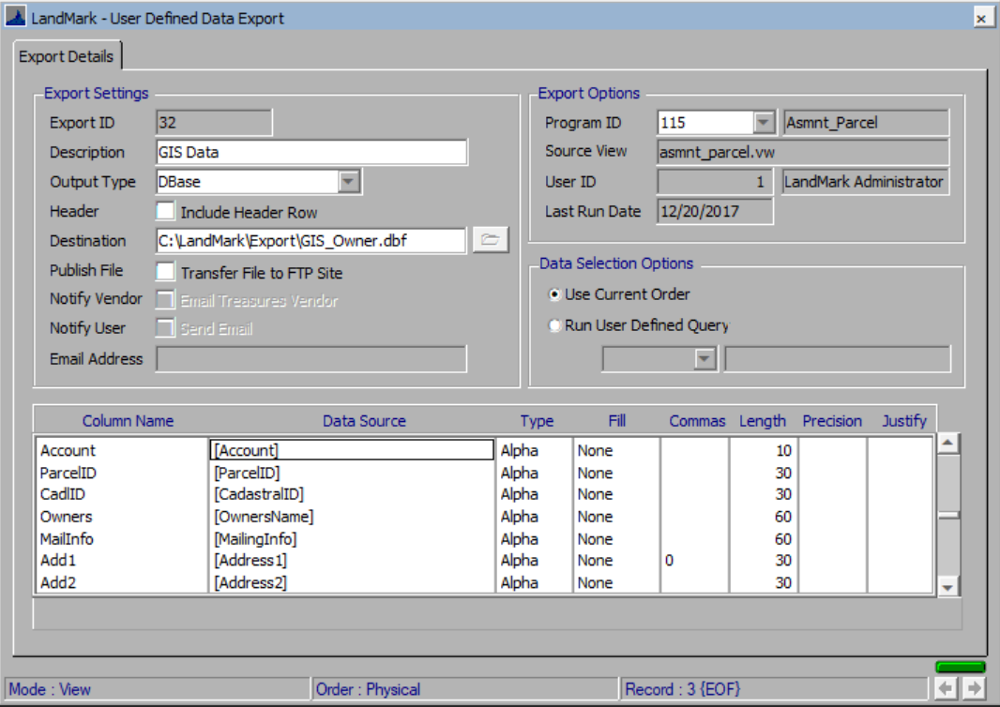 LandMark - User Defined Data Export
Export Details
Export Settings
Export ID 32
Description GIS Data
Output Type DBase
Header Include Header Row
Destination C:\LandMark\Export\GIS_Owner.dbf
Publish File Transfer File to FTP Site
Notify Vendor Email Treasures Vendor
Notify User Send Email
Email Address
Export Options
Program ID 115 Asmnt_Parcel
Source View asmnt_parcel.vw
User ID 1 LandMark Administrator
Last Run Date 12/20/2017
Data Selection Options
Use Current Order
Run User Defined Query
Column Name Data Source Type Fill Commas Length Precision Justify
Account [Account] Alpha None 10
ParcelID [ParcelID] Alpha None 30
CadlID [CadastralID] Alpha None 30
Owners [OwnersName] Alpha None 60
MailInfo [MailingInfo] Alpha None 60
Add1 [Address1] Alpha None 0 30
Add2 [Address2] Alpha None 30
Mode : View Order : Physical Record : 3 {EOF}